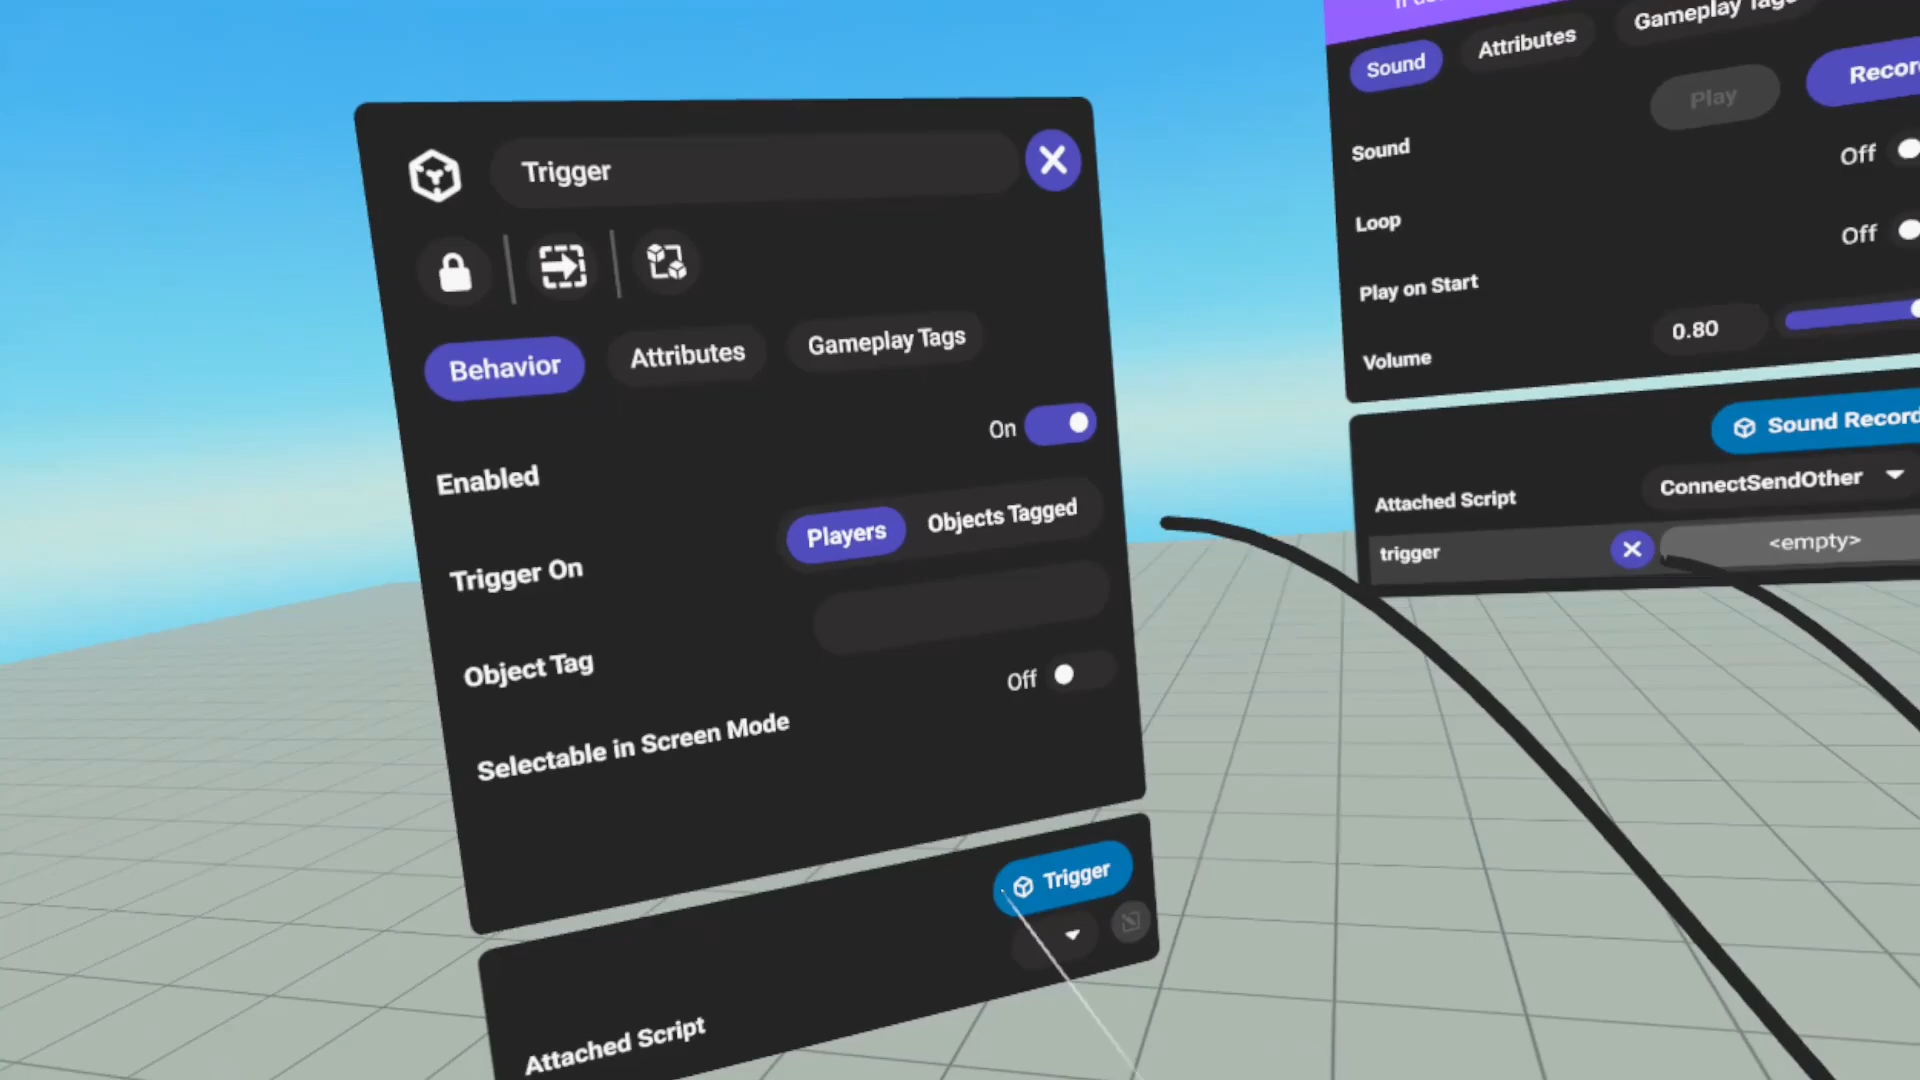 Trigger
Behavior
Attributes
Gameplay Tags
Enabled
On
Trigger On
Players
Objects Tagged
Object Tag
Selectable in Screen Mode
Off
Trigger
Attached Script
Sound
Attributes
Gameplay
Play
Record
Sound
Off
Loop
Off
Play on Start
Volume
0.80
Sound Record
Attached Script
ConnectSendOther
trigger
<empty>